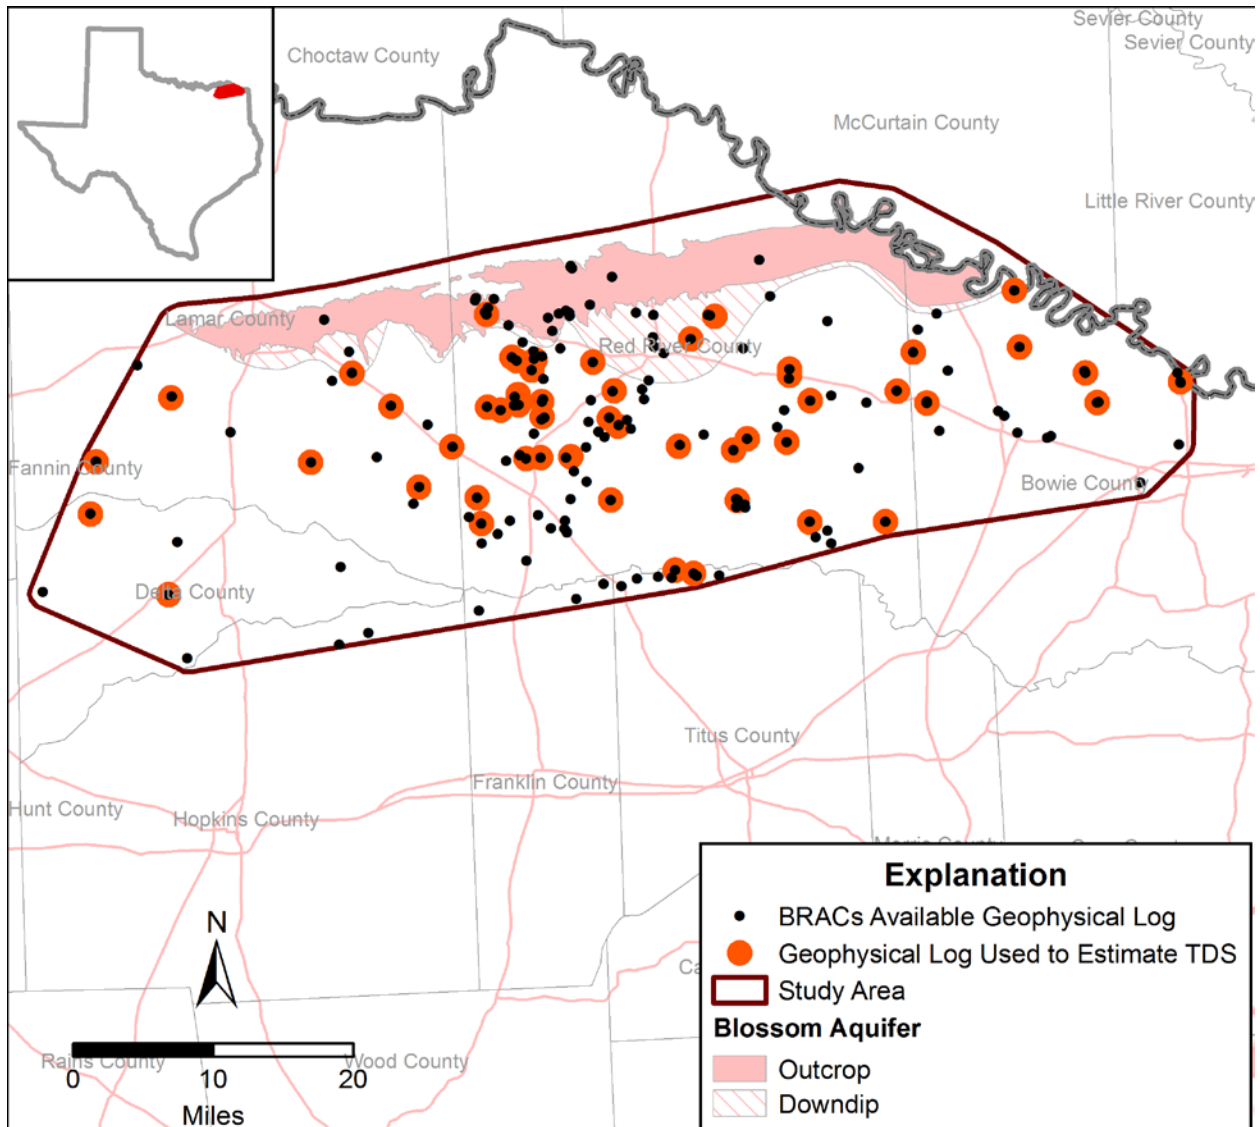 Sevier County
Sevier County
Choctaw County
McCurtain County
Little River County
Lamar County
Red River County
Fannin County
Bowie County
Delta County
Titus County
Franklin County
Hunt County
Hopkins County
N
Rains County
Wood County
0 10 20
Miles
Explanation
BRACs Available Geophysical Log
Geophysical Log Used to Estimate TDS
Study Area
Blossom Aquifer
Outcrop
Downdip